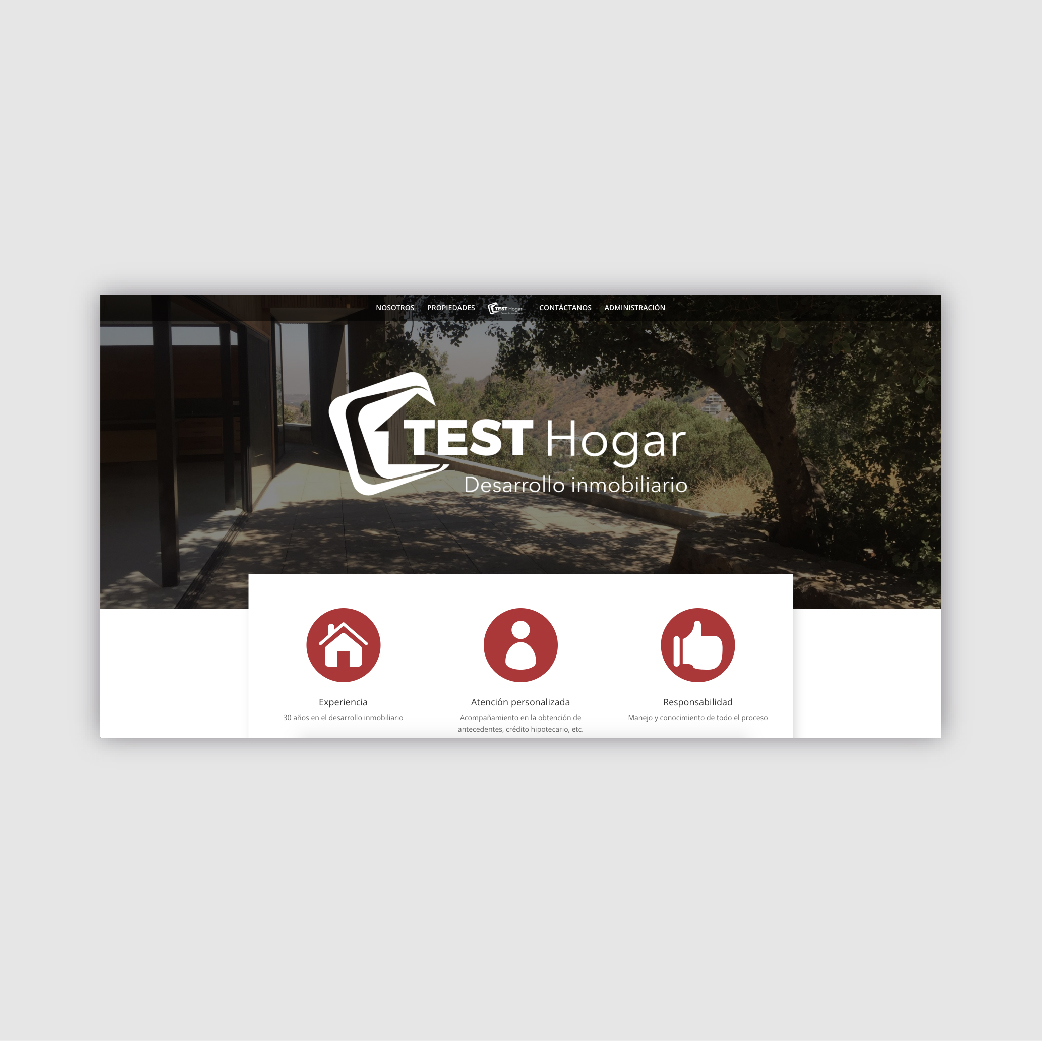 NOSOTROS PROPIEDADES TEST Hogar CONTÁCTANOS ADMINISTRACIÓN
TEST Hogar
Desarrollo inmobiliario
Experiencia
30 años en el desarrollo inmobiliario
Atención personalizada
Acompañamiento en la obtención de
antecedentes, crédito hipotecario, etc.
Responsabilidad
Manejo y conocimiento de todo el proceso